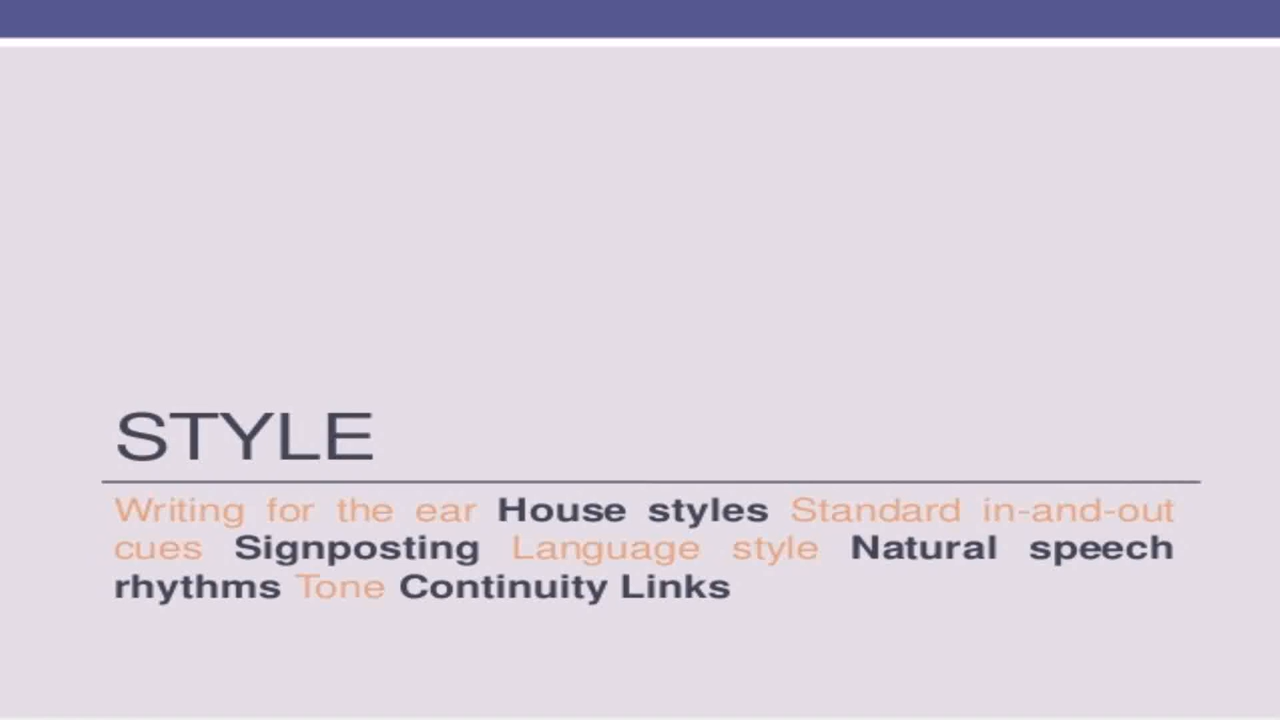 STYLE
Writing for the ear House styles Standard in-and-out
cues Signposting Language style Natural speech
rhythms Tone Continuity Links